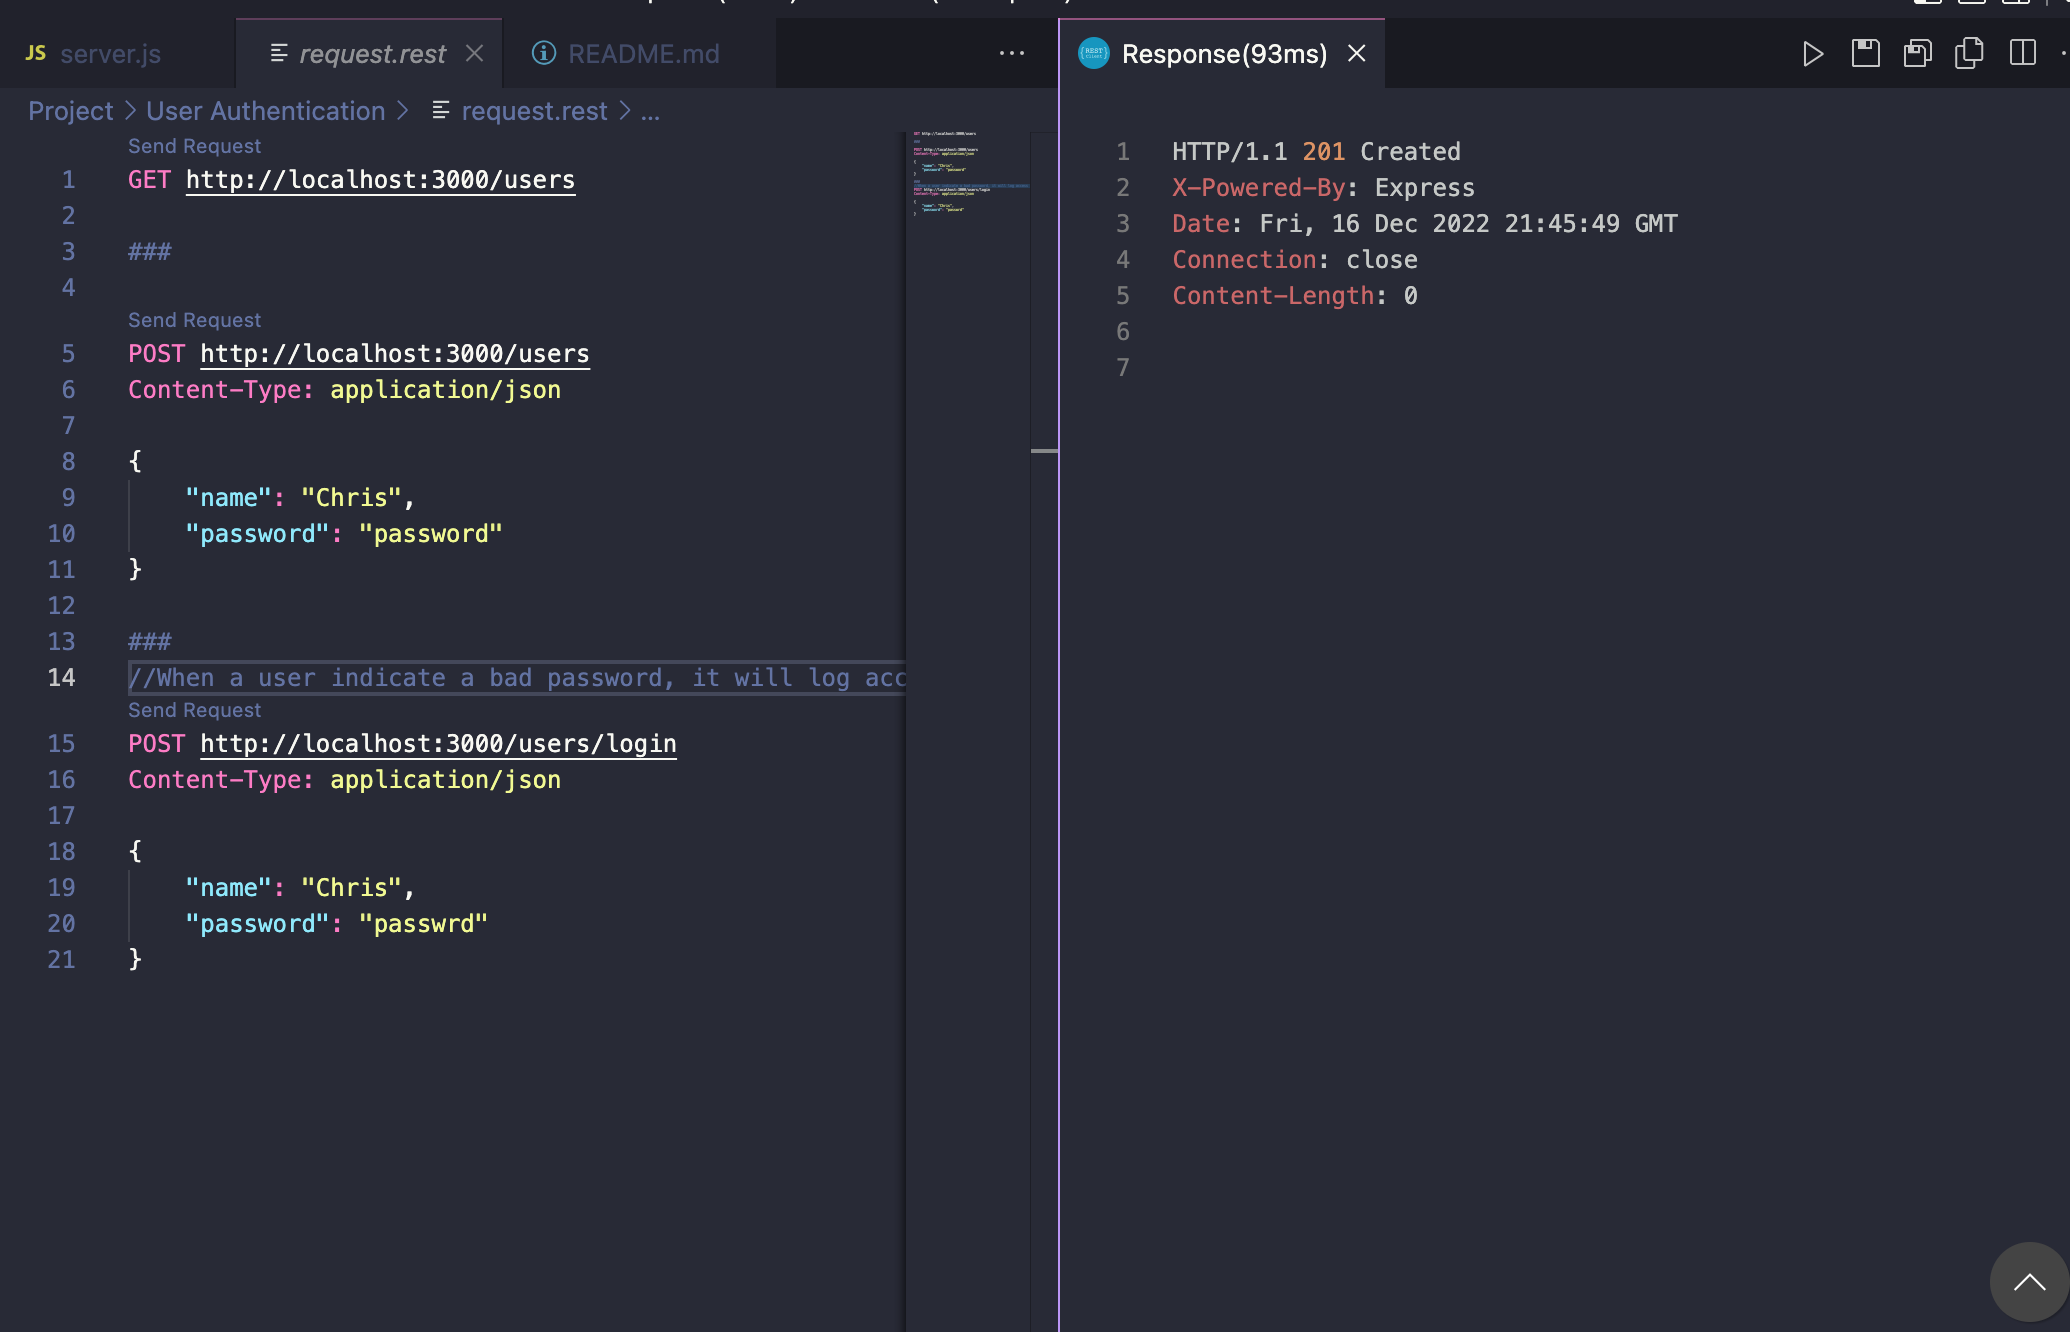 JS server.js
request.rest
README.md
Response(93ms)
Project > User Authentication > request.rest > ...
Send Request
1 GET http://localhost:3000/users
2
3 ###
4
Send Request
5 POST http://localhost:3000/users
6 Content-Type: application/json
7
8 {
9 "name": "Chris",
10 "password": "password"
11 }
12
13 ###
14 //When a user indicate a bad password, it will log acc
Send Request
15 POST http://localhost:3000/users/login
16 Content-Type: application/json
17
18 {
19 "name": "Chris",
20 "password": "passwrd"
21 }
1 HTTP/1.1 201 Created
2 X-Powered-By: Express
3 Date: Fri, 16 Dec 2022 21:45:49 GMT
4 Connection: close
5 Content-Length: 0
6
7